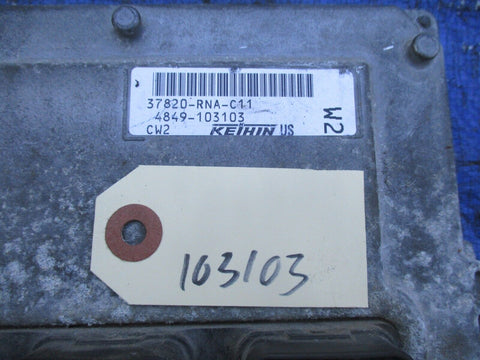 37820-RNA-C11
4849-103103
CW2 KEIHIN US
W2
103103